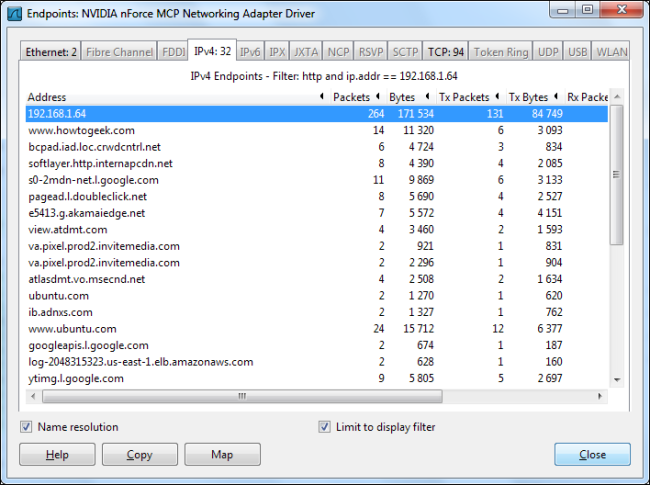 Endpoints: NVIDIA nForce MCP Networking Adapter Driver
Ethernet: 2 Fibre Channel FDDI IPv4: 32 IPv6 IPX JXTA NCP RSVP SCTP TCP: 94 Token Ring UDP USB WLAN
IPv4 Endpoints - Filter: http and ip.addr == 192.168.1.64
Address Packets Bytes Tx Packets Tx Bytes Rx Packe
192.168.1.64 264 171 534 131 84 749
www.howtogeek.com 14 11 320 6 3 093
bcpad.iad.loc.crwdcntrl.net 6 4 724 3 834
softlayer.http.internapcdn.net 8 4 390 4 2 085
s0-2mdn-net.l.google.com 11 9 869 6 3 133
pagead.l.doubleclick.net 8 5 690 4 2 527
e5413.g.akamaiedge.net 7 5 572 4 4 151
view.atdmt.com 4 3 460 2 1 593
va.pixel.prod2.invitemedia.com 2 921 1 831
va.pixel.prod2.invitemedia.com 2 2 296 1 904
atlasdmt.vo.msecnd.net 4 2 508 2 1 634
ubuntu.com 2 1 270 1 620
ib.adnxs.com 2 1 327 1 762
www.ubuntu.com 24 15 712 12 6 377
googleapis.l.google.com 2 674 1 187
log-2048315323.us-east-1.elb.amazonaws.com 2 628 1 160
ytimg.l.google.com 9 5 805 5 2 697
Name resolution Limit to display filter
Help Copy Map Close